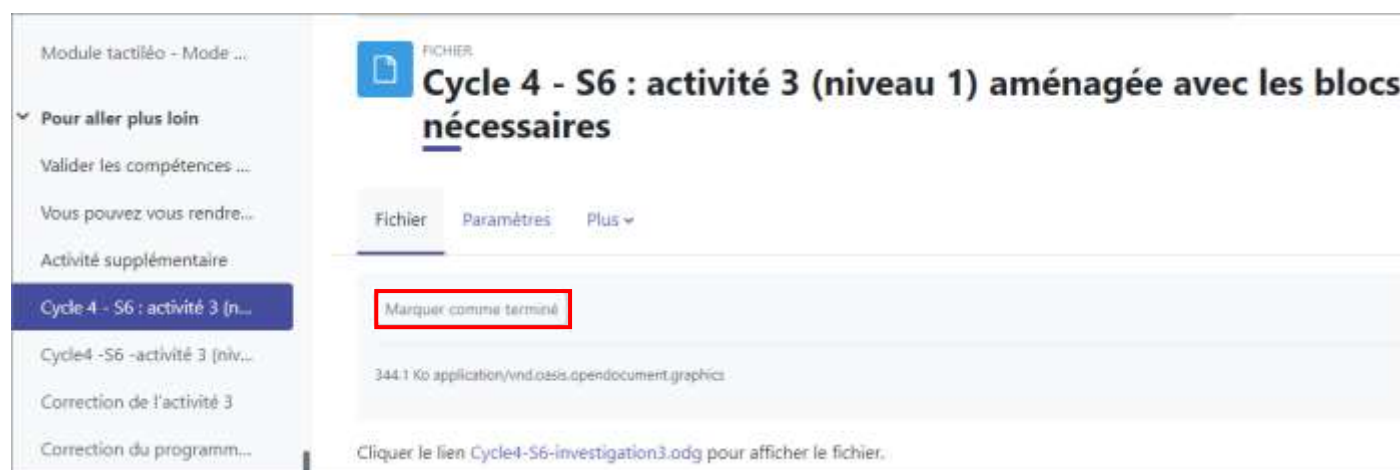 Module tactiléo - Mode ...
Pour aller plus loin
Valider les compétences ...
Vous pouvez vous rendre...
Activité supplémentaire
Cycle 4 - S6 : activité 3 (n...
Cycle4 -S6 -activité 3 (niv...
Correction de l'activité 3
Correction du programm...
FICHIER
Cycle 4 - S6 : activité 3 (niveau 1) aménagée avec les blocs
nécessaires
Fichier Paramètres Plus
Marquer comme terminé
344.1 Ko application/vnd.oasis.opendocument.graphics
Cliquer le lien Cycle4-S6-investigation3.odg pour afficher le fichier.